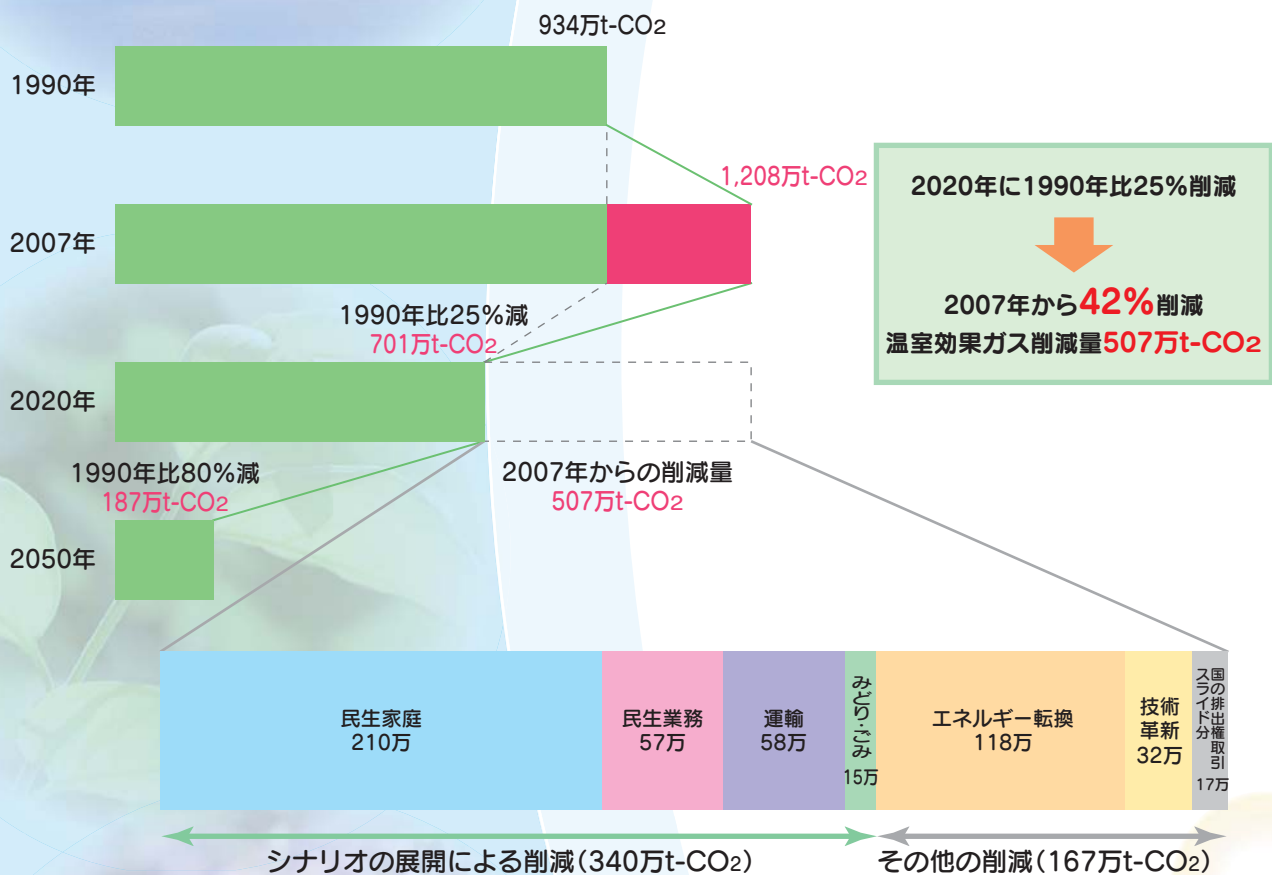 934万t-CO2
1990年
1,208万t-CO2
2007年
1990年比25%減
701万t-CO2
2020年
1990年比80%減
187万t-CO2
2007年からの削減量
507万t-CO2
2050年
2020年に1990年比25%削減
2007年から42%削減
温室効果ガス削減量507万t-CO2
民生家庭
210万
民生業務
57万
運輸
58万
みどり・ごみ
15万
エネルギー転換
118万
技術
革新
32万
国の排出権取引
スライド分
17万
シナリオの展開による削減(340万t-CO2)
その他の削減(167万t-CO2)